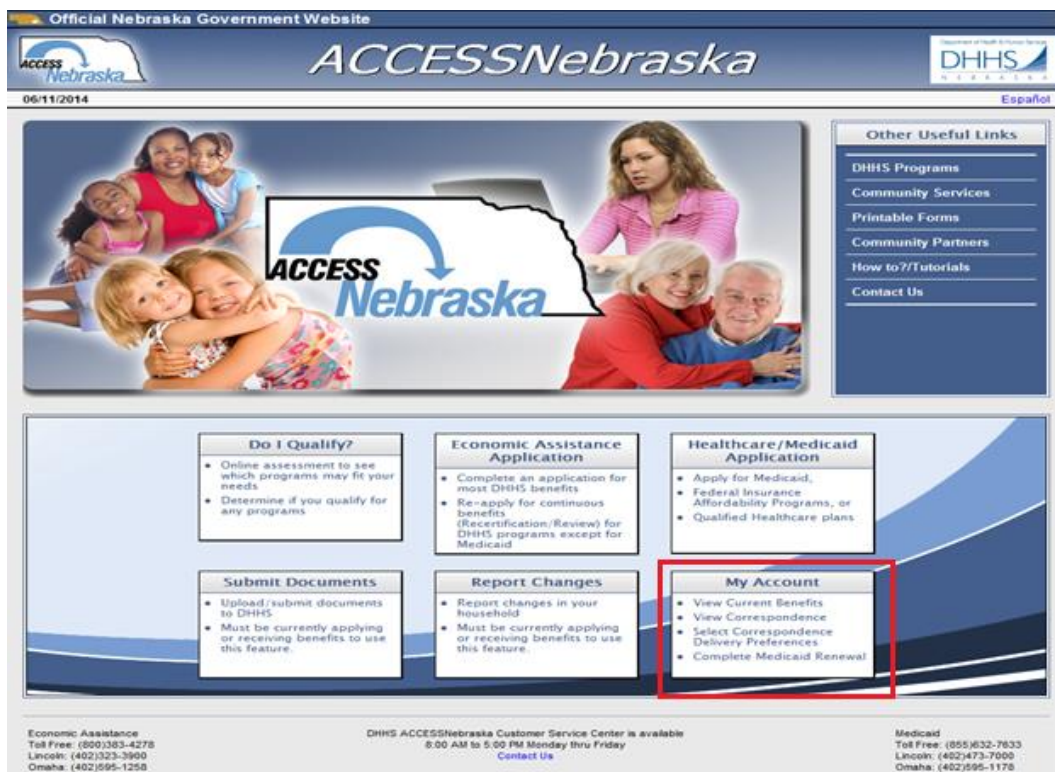 Official Nebraska Government Website
ACCESS
Nebraska
ACCESSNebraska
Department of Health & Human Services
DHHS
NEBRASKA
06/11/2014
Español
ACCESS
Nebraska
Other Useful Links
DHHS Programs
Community Services
Printable Forms
Community Partners
How to?/Tutorials
Contact Us
Do I Qualify?
• Online assessment to see
which programs may fit your
needs
• Determine if you qualify for
any programs
Economic Assistance
Application
• Complete an application for
most DHHS benefits
• Re-apply for continuous
benefits
(Recertification/Review) for
DHHS programs except for
Medicaid
Healthcare/Medicaid
Application
• Apply for Medicaid,
• Federal Insurance
Affordability Programs, or
• Qualified Healthcare plans
Submit Documents
• Upload/submit documents
to DHHS
• Must be currently applying
or receiving benefits to use
this feature.
Report Changes
• Report changes in your
household
• Must be currently applying
or receiving benefits to use
this feature.
My Account
• View Current Benefits
• View Correspondence
• Select Correspondence
Delivery Preferences
• Complete Medicaid Renewal
Economic Assistance
Toll Free: (800)383-4278
Lincoln: (402)323-3900
Omaha: (402)595-1258
DHHS ACCESSNebraska Customer Service Center is available
8:00 AM to 5:00 PM Monday thru Friday
Contact Us
Medicaid
Toll Free: (855)632-7633
Lincoln: (402)473-7000
Omaha: (402)595-1178